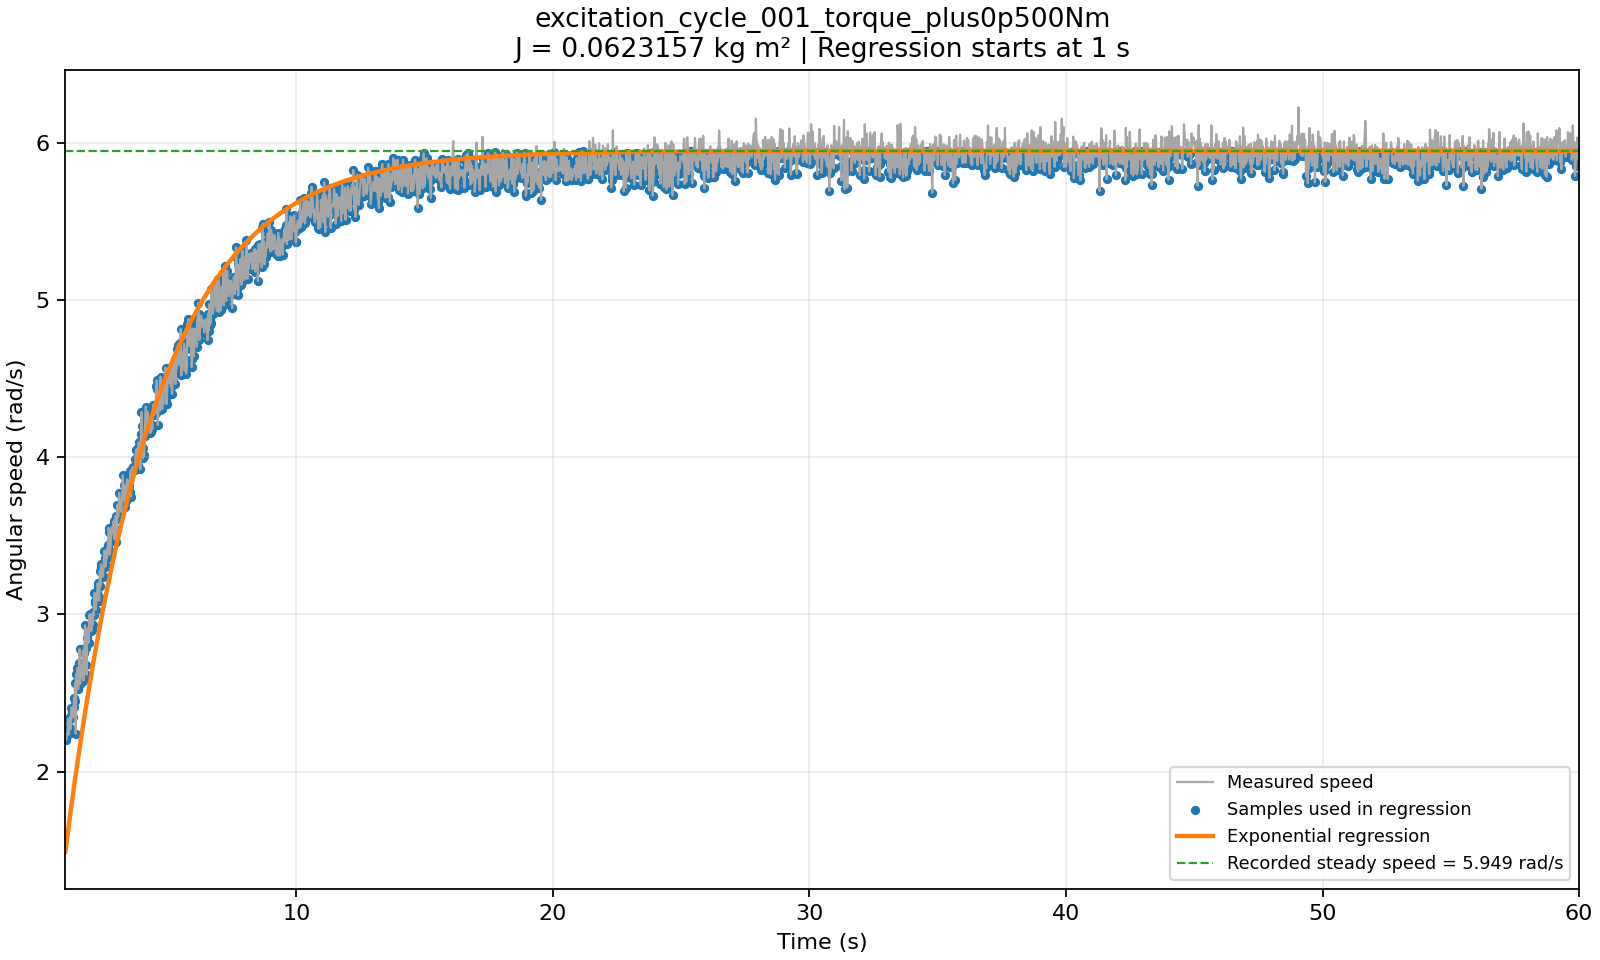 excitation_cycle_001_torque_plus0p500Nm
J = 0.0623157 kg m² | Regression starts at 1 s
Angular speed (rad/s)
6
5
4
3
2
Measured speed
Samples used in regression
Exponential regression
Recorded steady speed = 5.949 rad/s
10 20 30 40 50 60
Time (s)